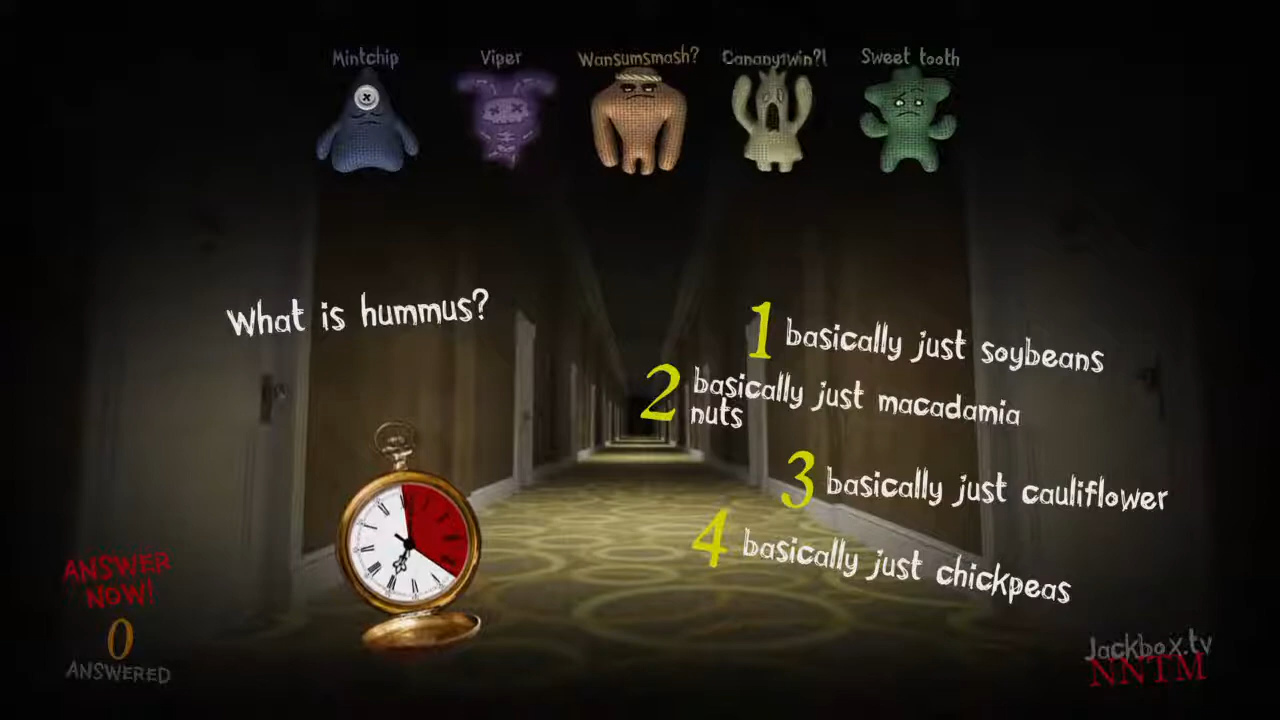 Mintchip
Viper
Wansumsmash?
Cananytwin?!
Sweet tooth
What is hummus?
1 basically just soybeans
2 basically just macadamia
nuts
3 basically just cauliflower
4 basically just chickpeas
ANSWER
NOW!
0
ANSWERED
Jackbox.tv
NNTM